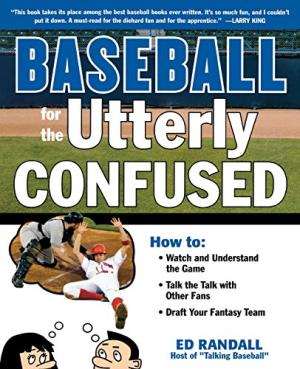 "This book takes its place among the best baseball books ever written. It's so much fun, and I couldn't
put it down. A must-read for the diehard fan and for the apprentice." —LARRY KING
BASEBALL
for the
Utterly
CONFUSED
How to:
• Watch and Understand
the Game
• Talk the Talk with
Other Fans
• Draft Your Fantasy Team
ED RANDALL
Host of "Talking Baseball"